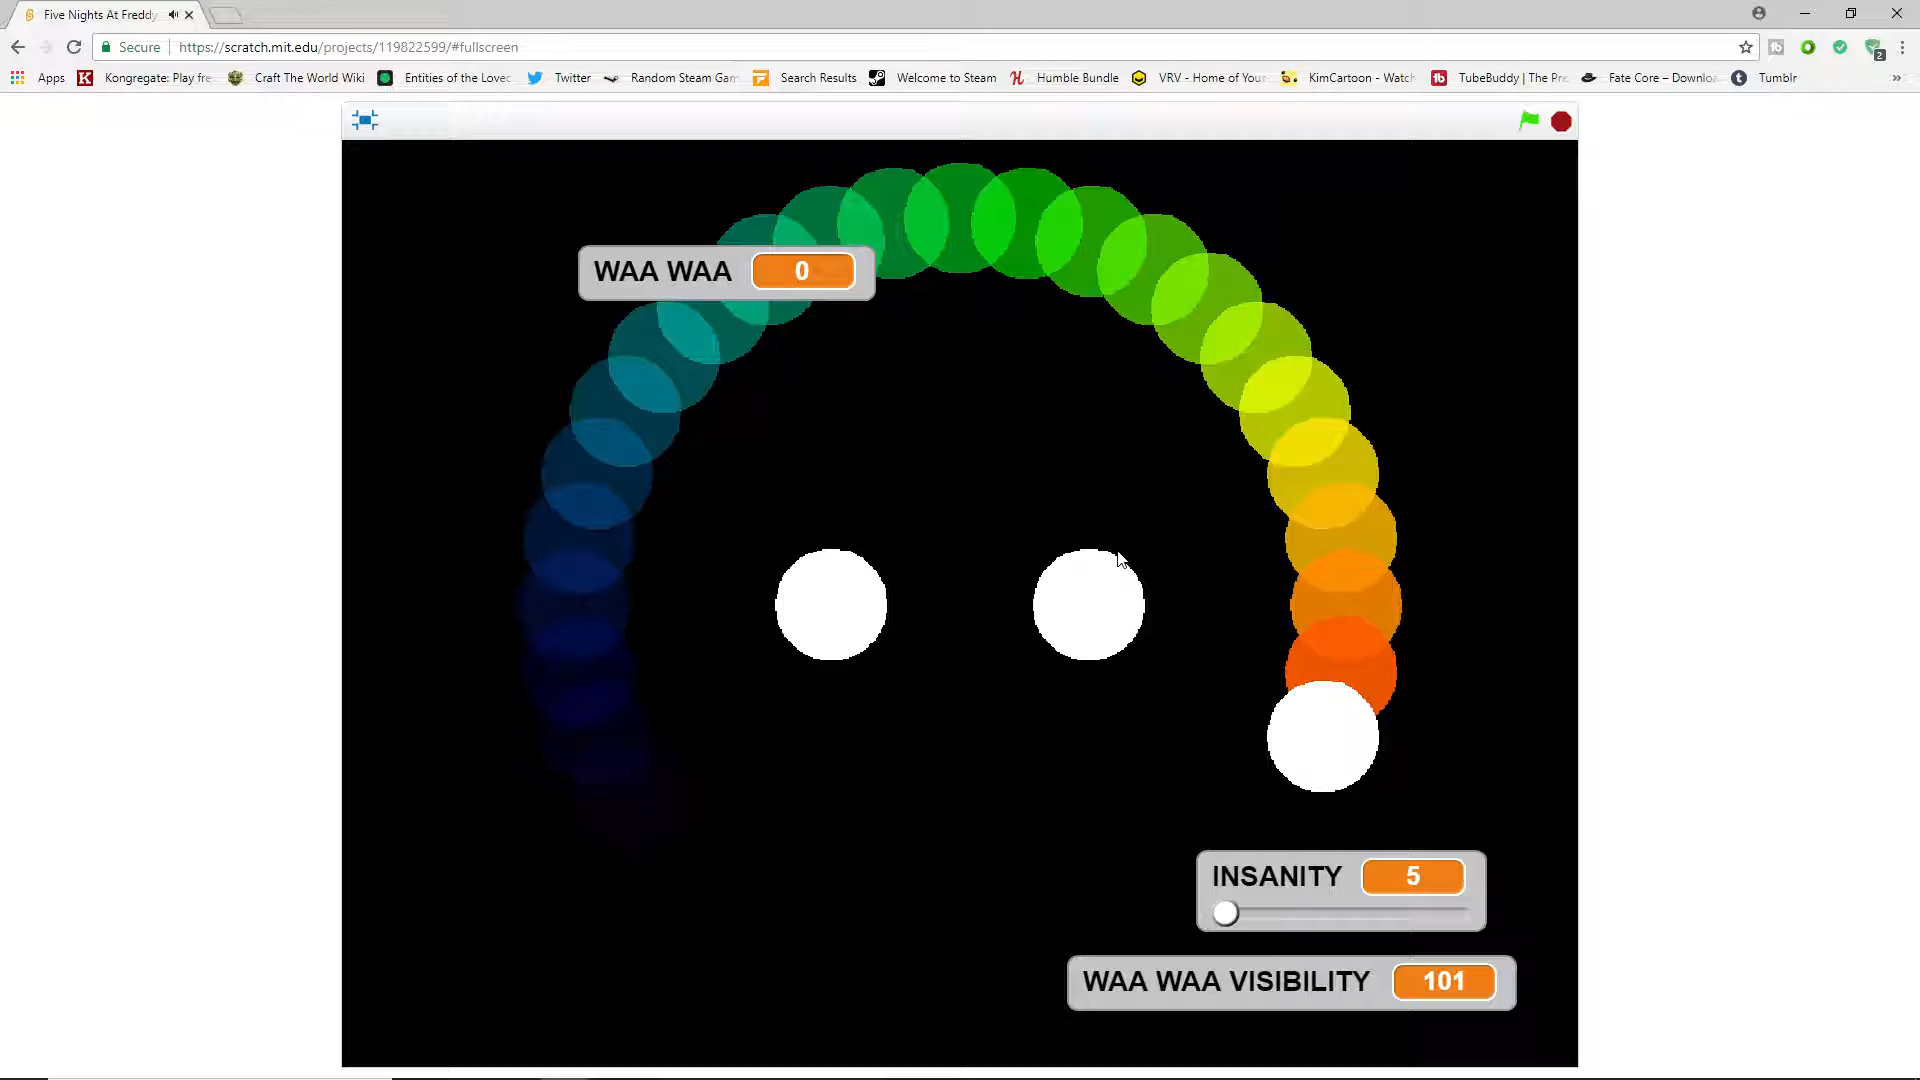 Five Nights At Freddy
Secure https://scratch.mit.edu/projects/119822599/#fullscreen
Apps Kongregate: Play fre Craft The World Wiki Entities of the Lovec Twitter Random Steam Gam Search Results Welcome to Steam Humble Bundle VRV - Home of Your KimCartoon - Watch TubeBuddy | The Pre Fate Core – Downloa Tumblr
WAA WAA 0
INSANITY 5
WAA WAA VISIBILITY 101